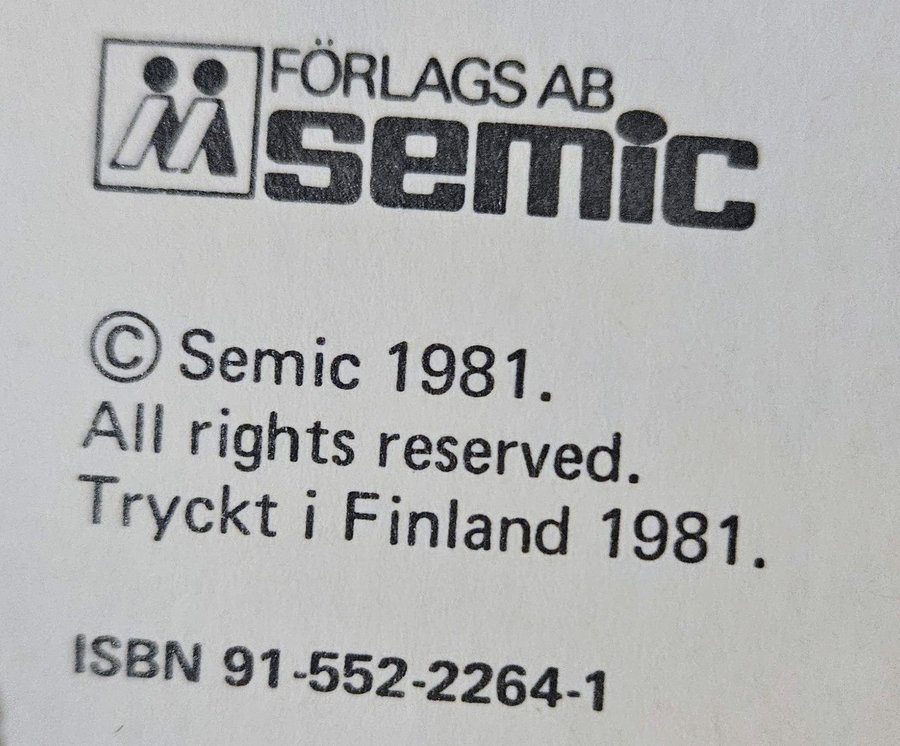 FÖRLAGS AB
semic
© Semic 1981.
All rights reserved.
Tryckt i Finland 1981.
ISBN 91-552-2264-1